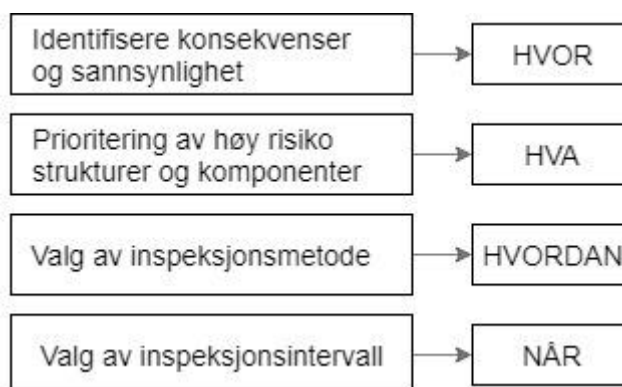 Identifisere konsekvenser
og sannsynlighet
HVOR
Prioritering av høy risiko
strukturer og komponenter
HVA
Valg av inspeksjonsmetode
HVORDAN
Valg av inspeksjonsintervall
NÅR